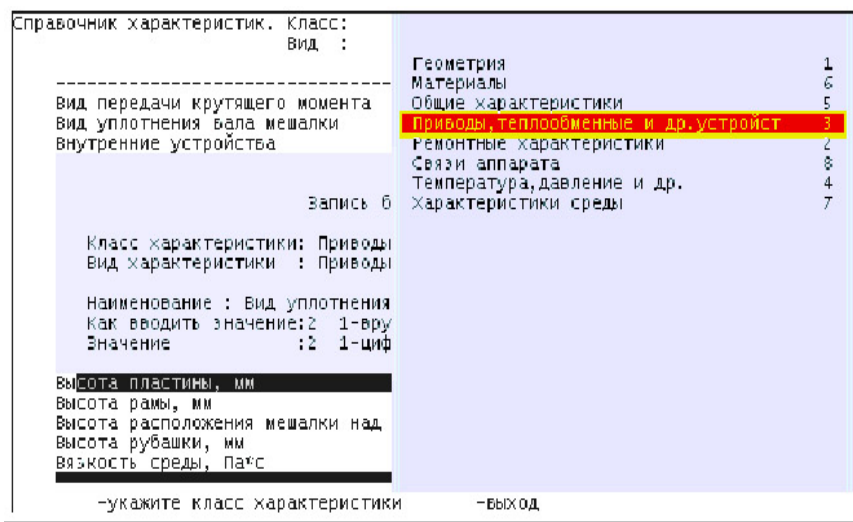 Справочник характеристик. Класс:
Вид :
Вид передачи крутящего момента
Вид уплотнения вала мешалки
Внутренние устройства
Запись б
Класс характеристики: Приводы
Вид характеристики : Приводы
Наименование : Вид уплотнения
Как вводить значение:2 1-вру
Значение :2 1-циф
Высота пластины, мм
Высота рамы, мм
Высота расположения мешалки над
Высота рубашки, мм
Вязкость среды, Па*с
Геометрия 1
Материалы 6
Общие характеристики 5
Приводы,теплообменные и др.устройст 3
Ремонтные характеристики 2
Связи аппарата 8
Температура,давление и др. 4
Характеристики среды 7
-укажите класс характеристики -выход